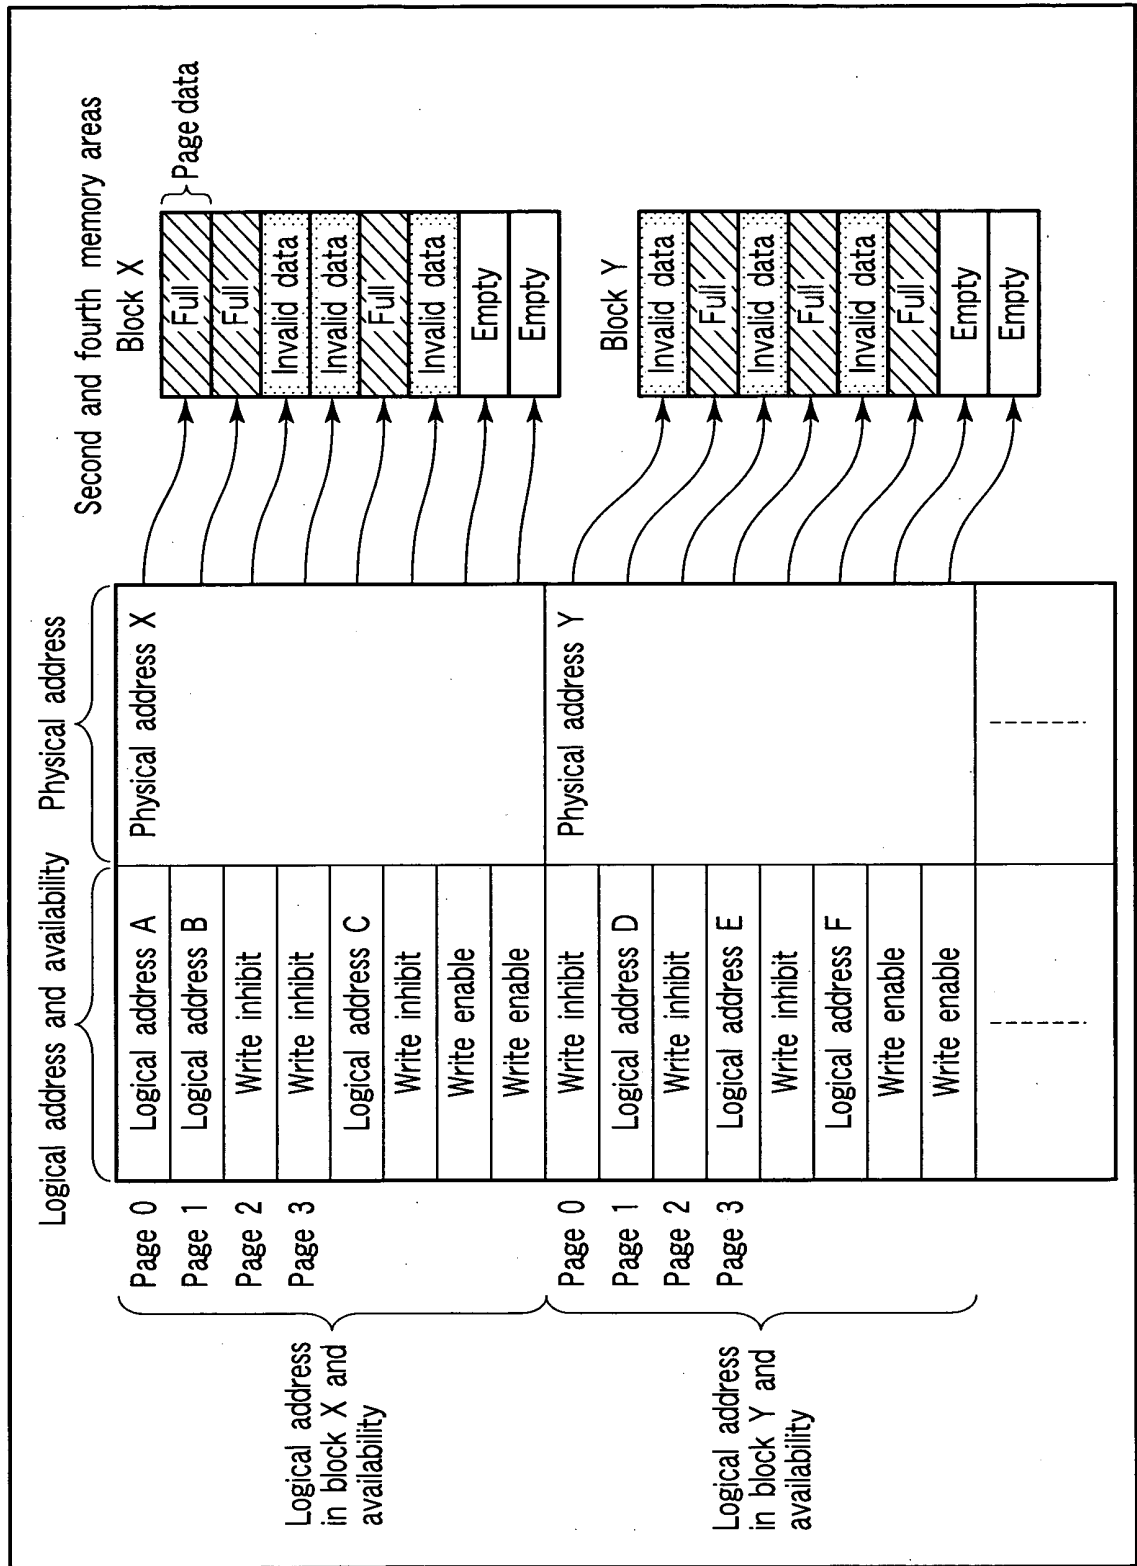 Logical address and availability
Physical address
Second and fourth memory areas
Block X
Page data
Logical address
in block X and
availability
Page 0
Logical address A
Physical address X
Full
Page 1
Logical address B
Full
Page 2
Write inhibit
Invalid data
Page 3
Write inhibit
Invalid data
Logical address C
Full
Write inhibit
Invalid data
Write enable
Empty
Write enable
Empty
Block Y
Logical address
in block Y and
availability
Page 0
Write inhibit
Physical address Y
Invalid data
Page 1
Logical address D
Full
Page 2
Write inhibit
Invalid data
Page 3
Logical address E
Full
Write inhibit
Invalid data
Logical address F
Full
Write enable
Empty
Write enable
Empty